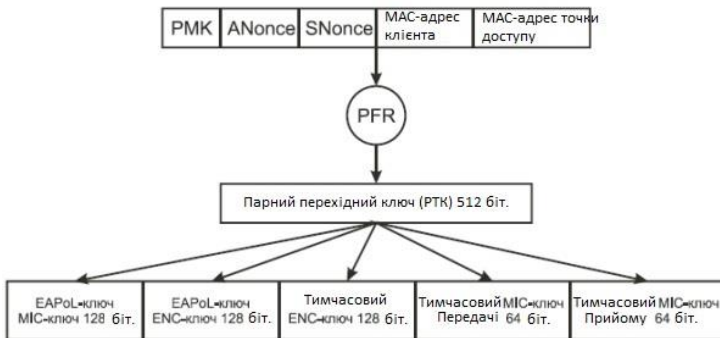 PMK
ANonce
SNonce
MAC-адрес
клієнта
MAC-адрес точки
доступу
PFR
Парний перехідний ключ (РТК) 512 біт.
EAPoL-ключ
MIC-ключ 128 біт.
EAPoL-ключ
ENC-ключ 128 біт.
Тимчасовий
ENC-ключ 128 біт.
Тимчасовий MIC-ключ
Передачі 64 біт.
Тимчасовий MIC-ключ
Прийому 64 біт.